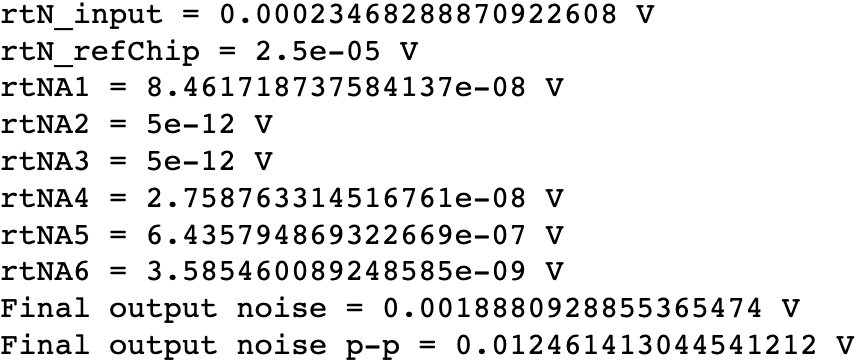 rtN_input = 0.00023468288870922608 V
rtN_refChip = 2.5e-05 V
rtNA1 = 8.461718737584137e-08 V
rtNA2 = 5e-12 V
rtNA3 = 5e-12 V
rtNA4 = 2.758763314516761e-08 V
rtNA5 = 6.435794869322669e-07 V
rtNA6 = 3.585460089248585e-09 V
Final output noise = 0.0018880928855365474 V
Final output noise p-p = 0.012461413044541212 V